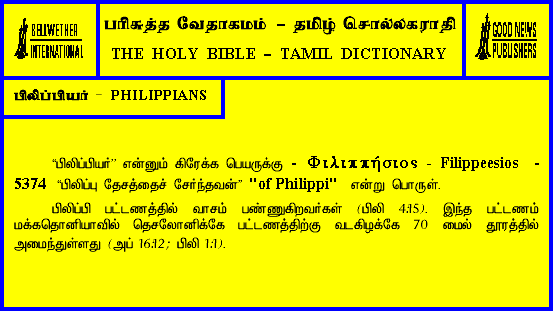 BELLWETHER
INTERNATIONAL
பரிசுத்த வேதாகமம் – தமிழ் சொல்லகராதி
THE HOLY BIBLE – TAMIL DICTIONARY
GOOD NEWS
PUBLISHERS
பிலிப்பியர் – PHILIPPIANS
“பிலிப்பியர்” என்னும் கிரேக்க பெயருக்கு - Φιλιππήσιος - Filippeesios -
5374 “பிலிப்பு தேசத்தைச் சேர்ந்தவன்” "of Philippi" என்று பொருள்.
பிலிப்பி பட்டணத்தில் வாசம் பண்ணுகிறவர்கள் (பிலி 4:15). இந்த பட்டணம்
மக்கதொனியாவில் தெசலோனிக்கே பட்டணத்திற்கு வடகிழக்கே 70 மைல் தூரத்தில்
அமைந்துள்ளது (அப் 16:12; பிலி 1:1).